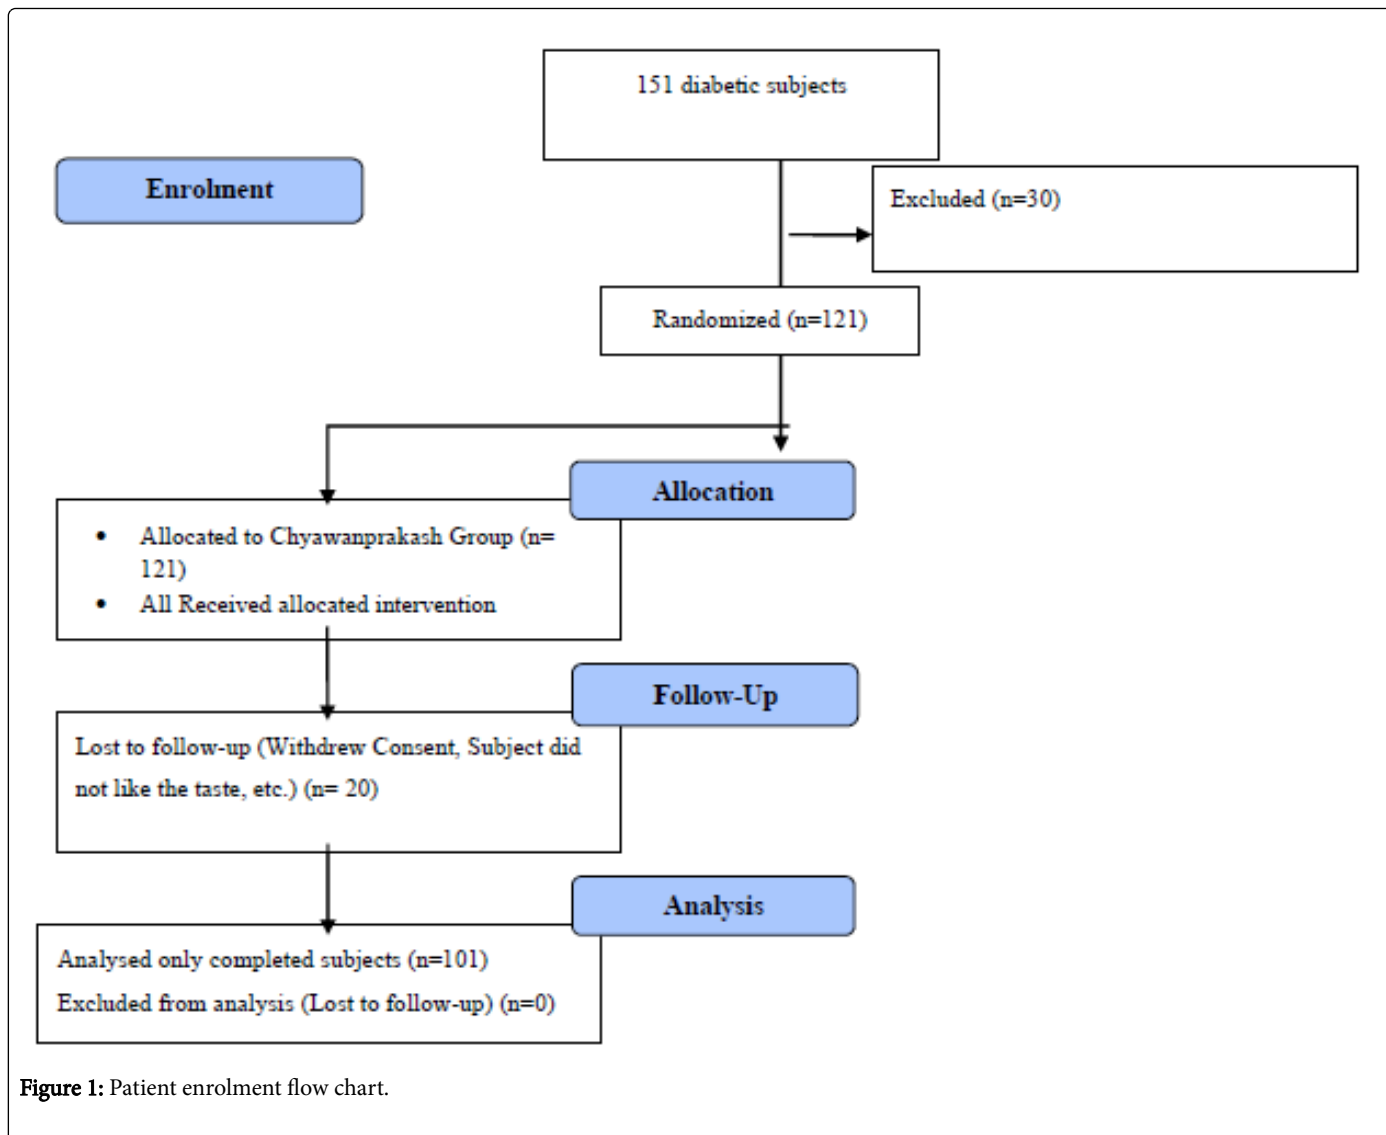 151 diabetic subjects
Enrolment
Excluded (n=30)
Randomized (n=121)
Allocation
• Allocated to Chyawanprakash Group (n=
121)
• All Received allocated intervention
Follow-Up
Lost to follow-up (Withdrew Consent, Subject did
not like the taste, etc.) (n= 20)
Analysis
Analysed only completed subjects (n=101)
Excluded from analysis (Lost to follow-up) (n=0)
Figure 1: Patient enrolment flow chart.